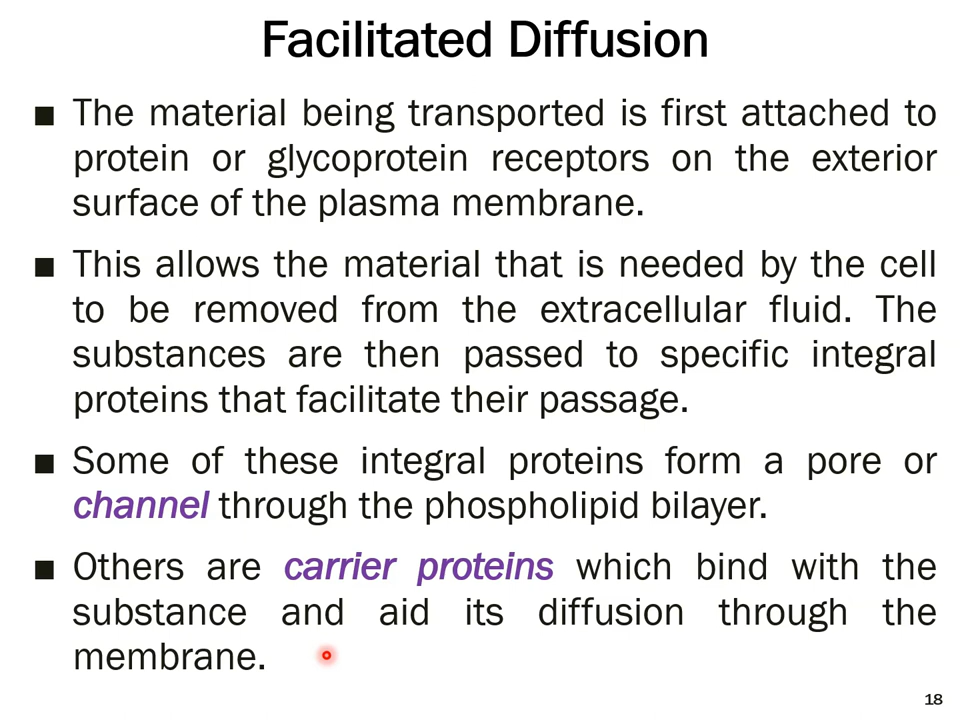 Facilitated Diffusion
■ The material being transported is first attached to
protein or glycoprotein receptors on the exterior
surface of the plasma membrane.
■ This allows the material that is needed by the cell
to be removed from the extracellular fluid. The
substances are then passed to specific integral
proteins that facilitate their passage.
■ Some of these integral proteins form a pore or
channel through the phospholipid bilayer.
■ Others are carrier proteins which bind with the
substance and aid its diffusion through the
membrane.
18